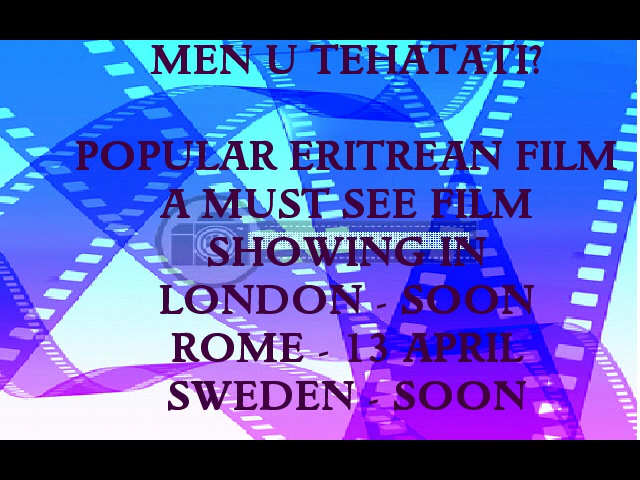 MEN U TEHATATI?
POPULAR ERITREAN FILM
A MUST SEE FILM
SHOWING IN
LONDON - SOON
ROME - 13 APRIL
SWEDEN - SOON